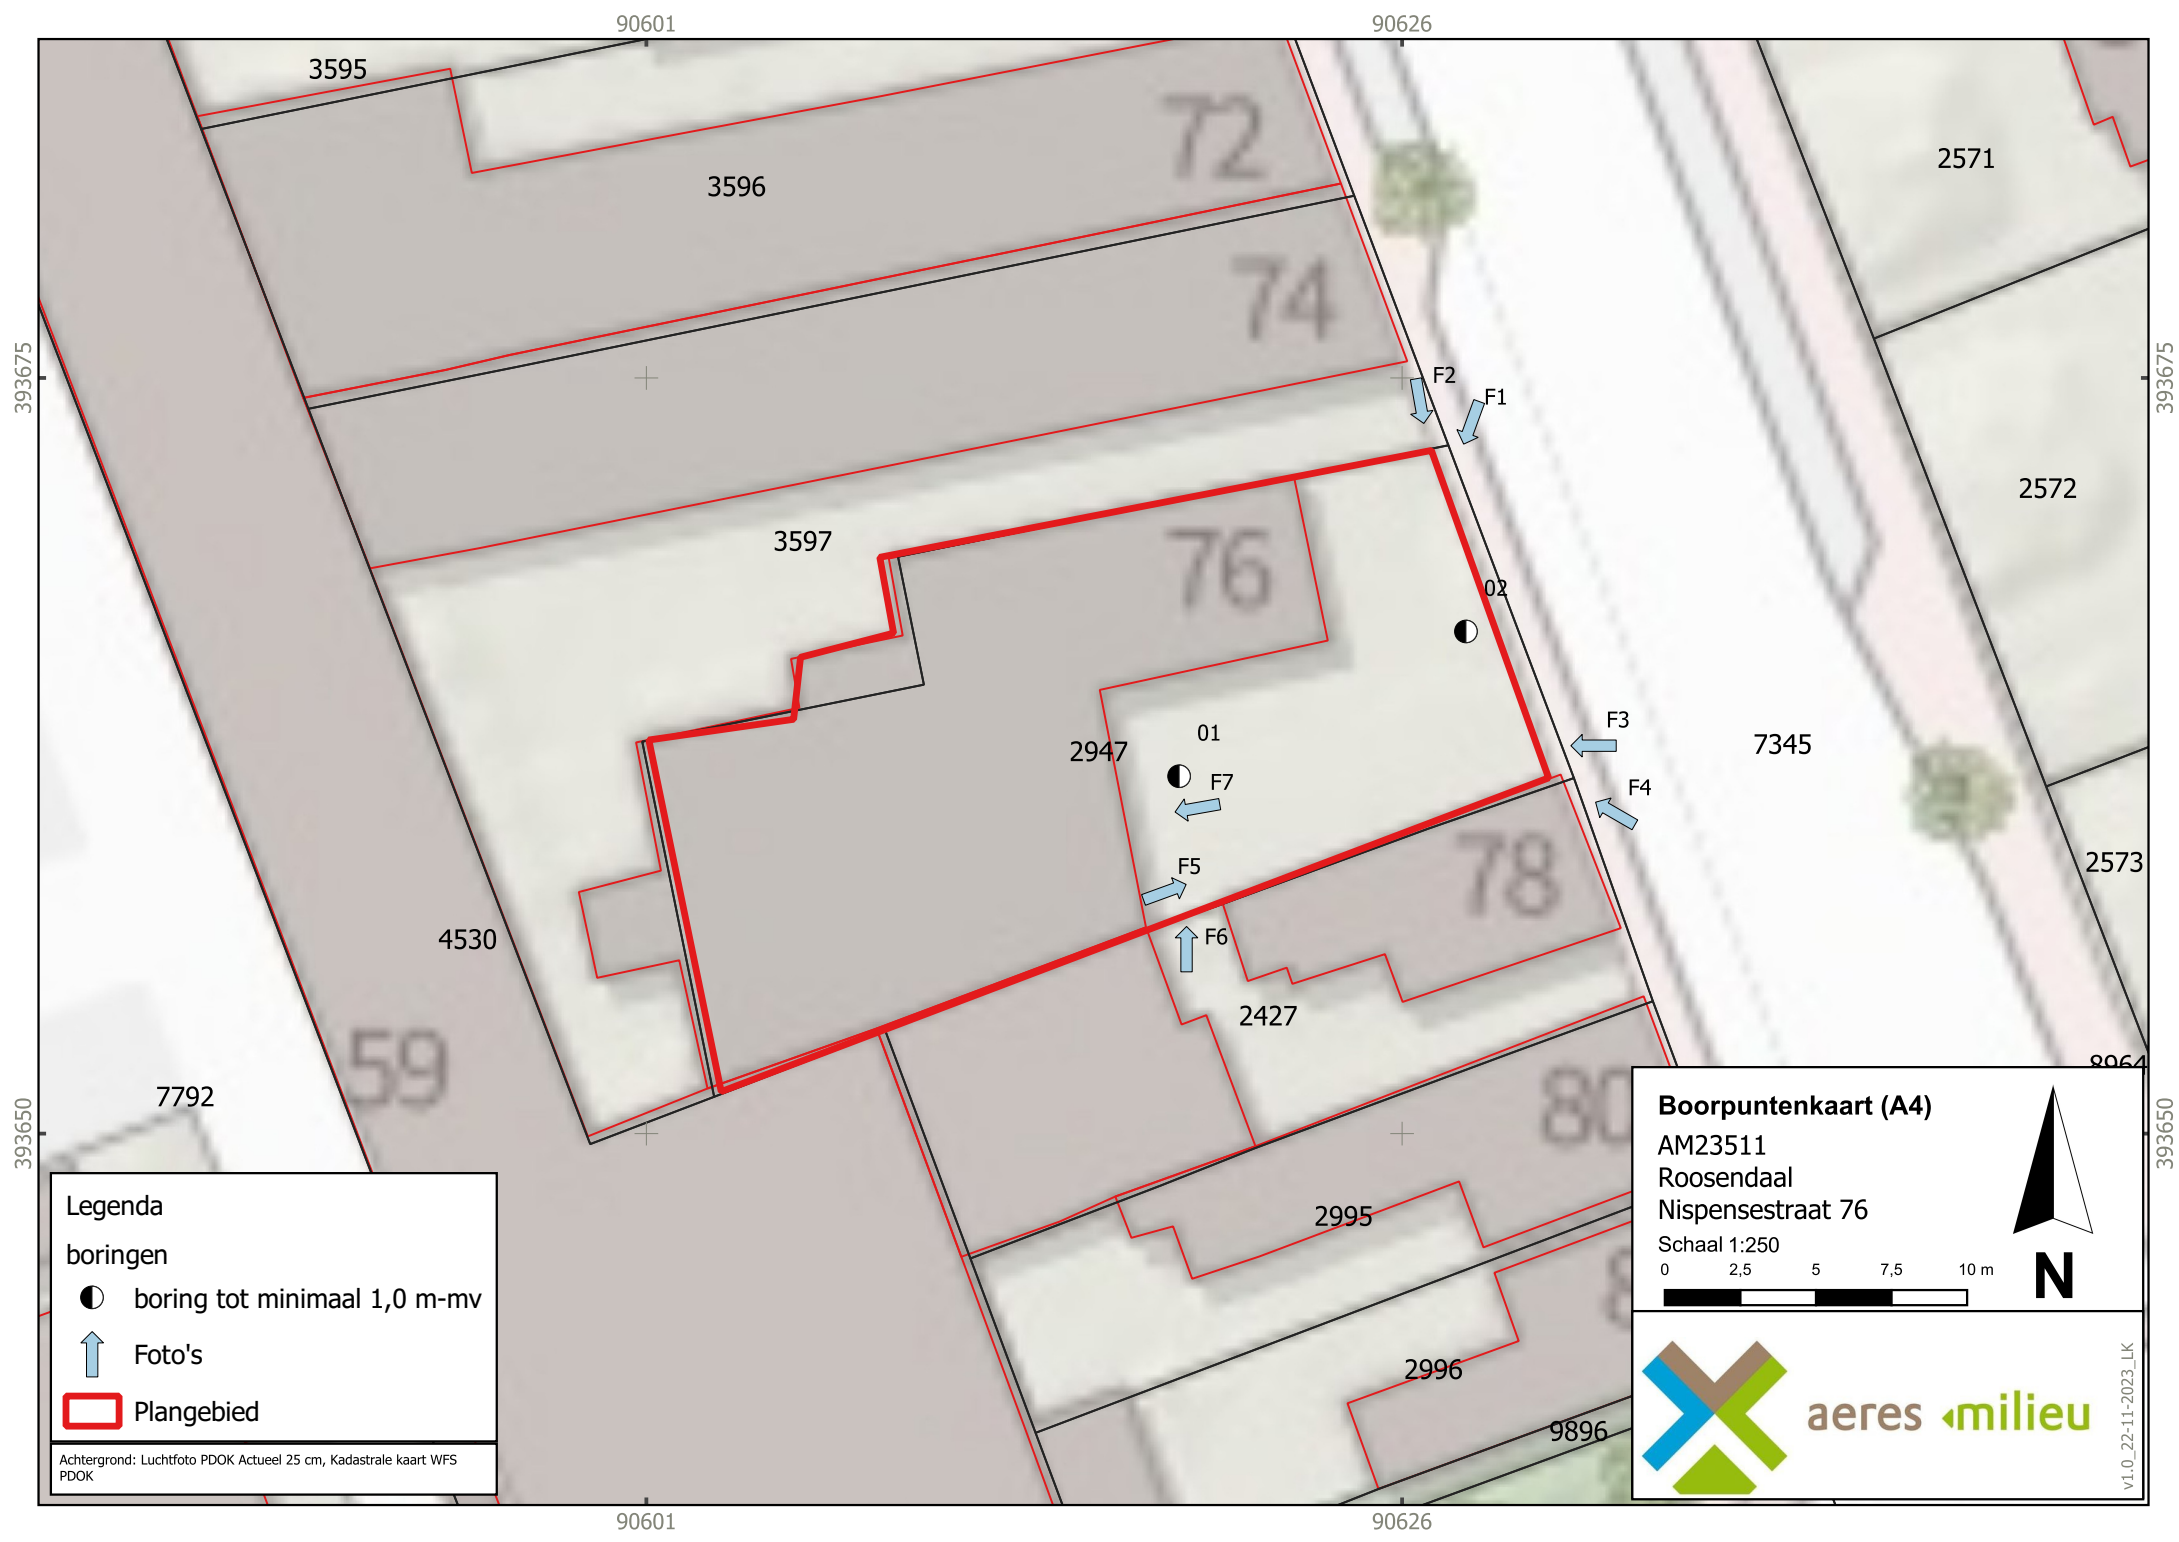 90601
90626
3595
72
3596
2571
74
393675
393675
F2
F1
2572
3597
76
02
01
2947
F3
7345
F7
F4
78
F5
2573
4530
F6
2427
59
7792
80
8964
393650
393650
2995
8
2996
9896
Legenda
boringen
boring tot minimaal 1,0 m-mv
Foto's
Plangebied
Achtergrond: Luchtfoto PDOK Actueel 25 cm, Kadastrale kaart WFS
PDOK
Boorpuntenkaart (A4)
AM23511
Roosendaal
Nispensestraat 76
Schaal 1:250
0 2,5 5 7,5 10 m
N
aeres milieu
v1.0_22-11-2023_LK
90601
90626